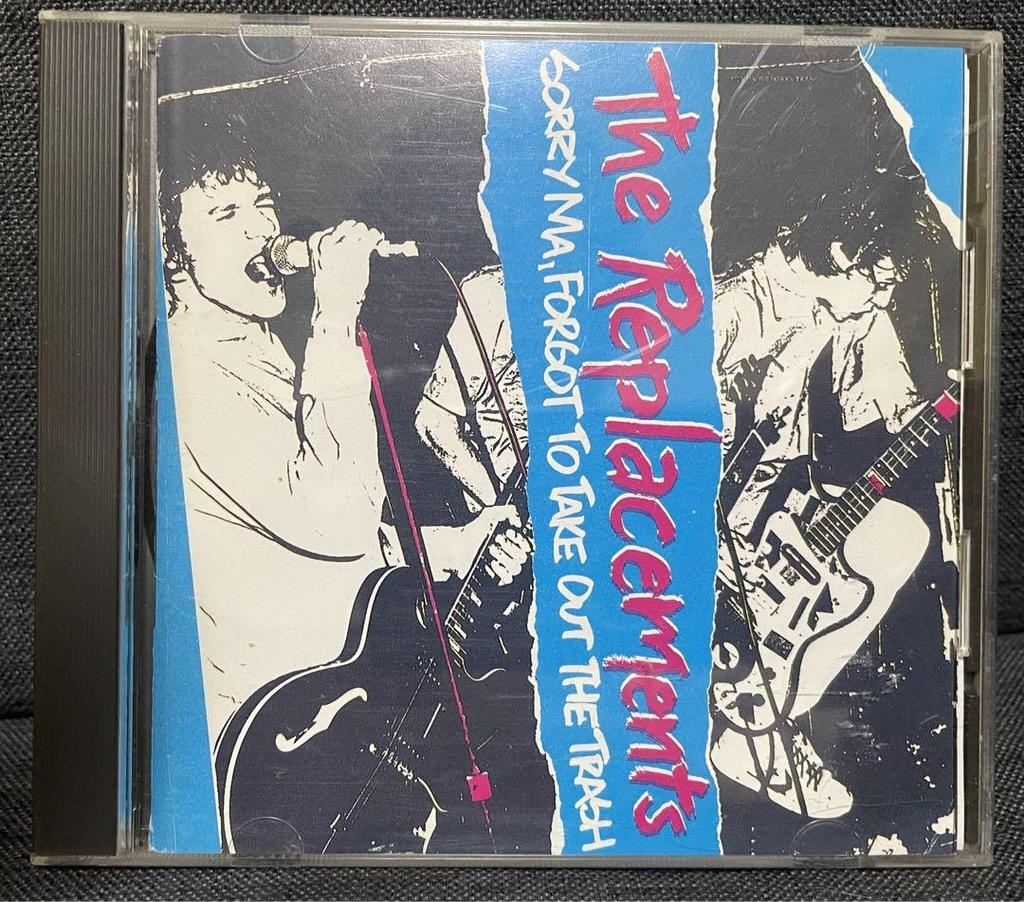 The Replacements
SORRY MA, FORGOT TO TAKE OUT THE TRASH